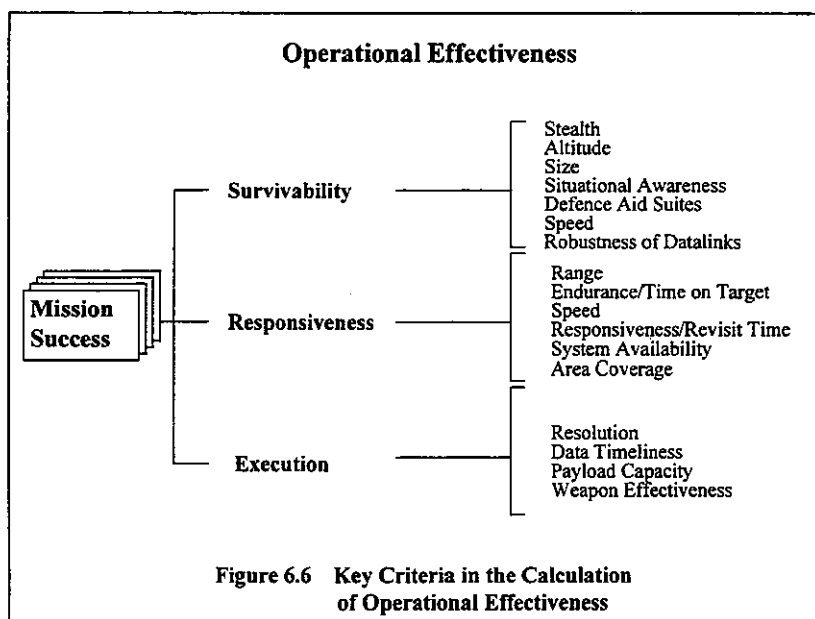 Operational Effectiveness
Mission
Success
Survivability
Stealth
Altitude
Size
Situational Awareness
Defence Aid Suites
Speed
Robustness of Datalinks
Responsiveness
Range
Endurance/Time on Target
Speed
Responsiveness/Revisit Time
System Availability
Area Coverage
Execution
Resolution
Data Timeliness
Payload Capacity
Weapon Effectiveness
Figure 6.6 Key Criteria in the Calculation
of Operational Effectiveness